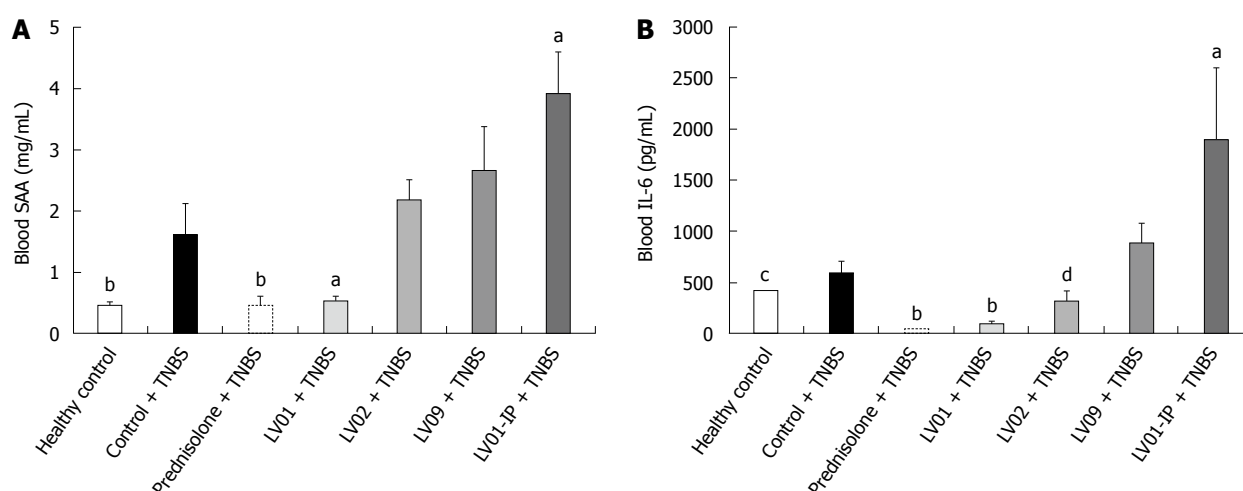 A
Blood SAA (mg/mL)
5
4
3
2
1
0
b
b
a
a
Healthy control
Control + TNBS
Prednisolone + TNBS
LV01 + TNBS
LV02 + TNBS
LV09 + TNBS
LV01-IP + TNBS
B
Blood IL-6 (pg/mL)
3000
2500
2000
1500
1000
500
0
c
b
b
d
a
Healthy control
Control + TNBS
Prednisolone + TNBS
LV01 + TNBS
LV02 + TNBS
LV09 + TNBS
LV01-IP + TNBS